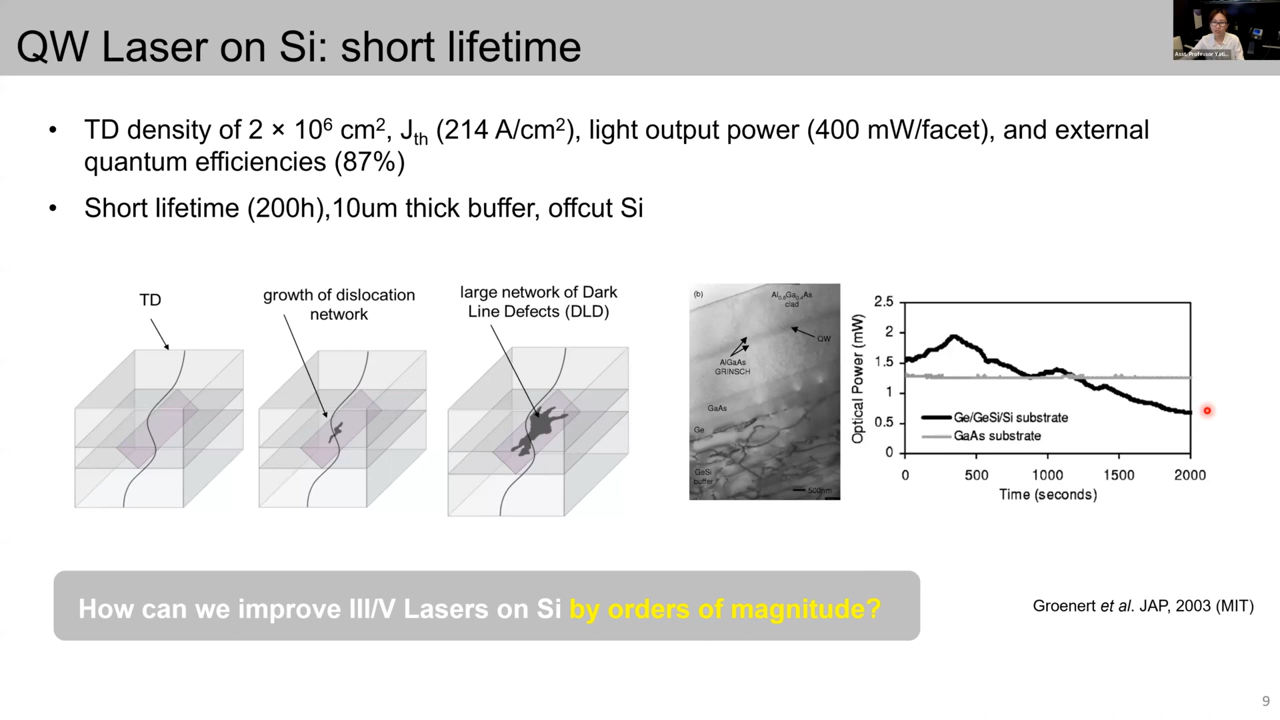 QW Laser on Si: short lifetime
• TD density of 2 × 10⁶ cm², Jth (214 A/cm²), light output power (400 mW/facet), and external
quantum efficiencies (87%)
• Short lifetime (200h),10um thick buffer, offcut Si
TD
growth of dislocation
network
large network of Dark
Line Defects (DLD)
(b)
clad
QW
AlGaAs
GR/NSCH
GaAs
Ge
GeSi
buffer
500nm
Optical Power (mW)
2.5
2
1.5
1
0.5
0
Ge/GeSi/Si substrate
GaAs substrate
0 500 1000 1500 2000
Time (seconds)
How can we improve III/V Lasers on Si by orders of magnitude?
Groenert et al. JAP, 2003 (MIT)
9